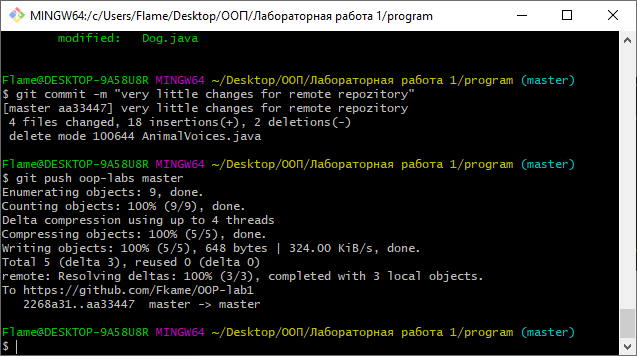 MINGW64:/c/Users/Flame/Desktop/ООП/Лабораторная работа 1/program
modified:   Dog.java
Flame@DESKTOP-9A58U8R MINGW64 ~/Desktop/ООП/Лабораторная работа 1/program (master)
$ git commit -m "very little changes for remote repozitory"
[master aa33447] very little changes for remote repozitory
4 files changed, 18 insertions(+), 2 deletions(-)
delete mode 100644 AnimalVoices.java
Flame@DESKTOP-9A58U8R MINGW64 ~/Desktop/ООП/Лабораторная работа 1/program (master)
$ git push oop-labs master
Enumerating objects: 9, done.
Counting objects: 100% (9/9), done.
Delta compression using up to 4 threads
Compressing objects: 100% (5/5), done.
Writing objects: 100% (5/5), 648 bytes | 324.00 KiB/s, done.
Total 5 (delta 3), reused 0 (delta 0)
remote: Resolving deltas: 100% (3/3), completed with 3 local objects.
To https://github.com/Fkame/OOP-lab1
2268a31..aa33447  master -> master
Flame@DESKTOP-9A58U8R MINGW64 ~/Desktop/ООП/Лабораторная работа 1/program (master)
$